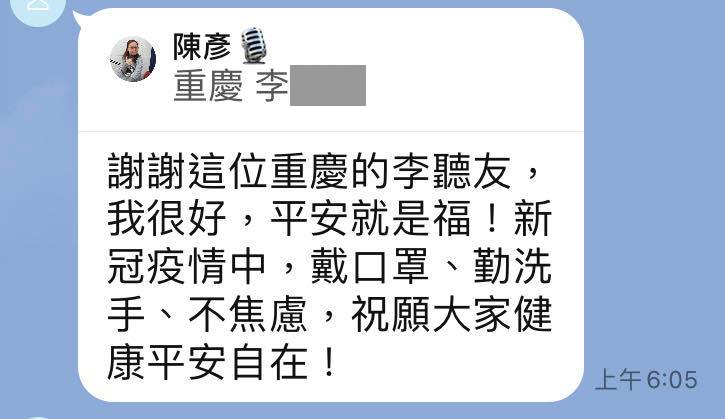 陳彥🎙️
重慶 李
謝謝這位重慶的李聽友，
我很好，平安就是福！新
冠疫情中，戴口罩、勤洗
手、不焦慮，祝願大家健
康平安自在！
上午6:05